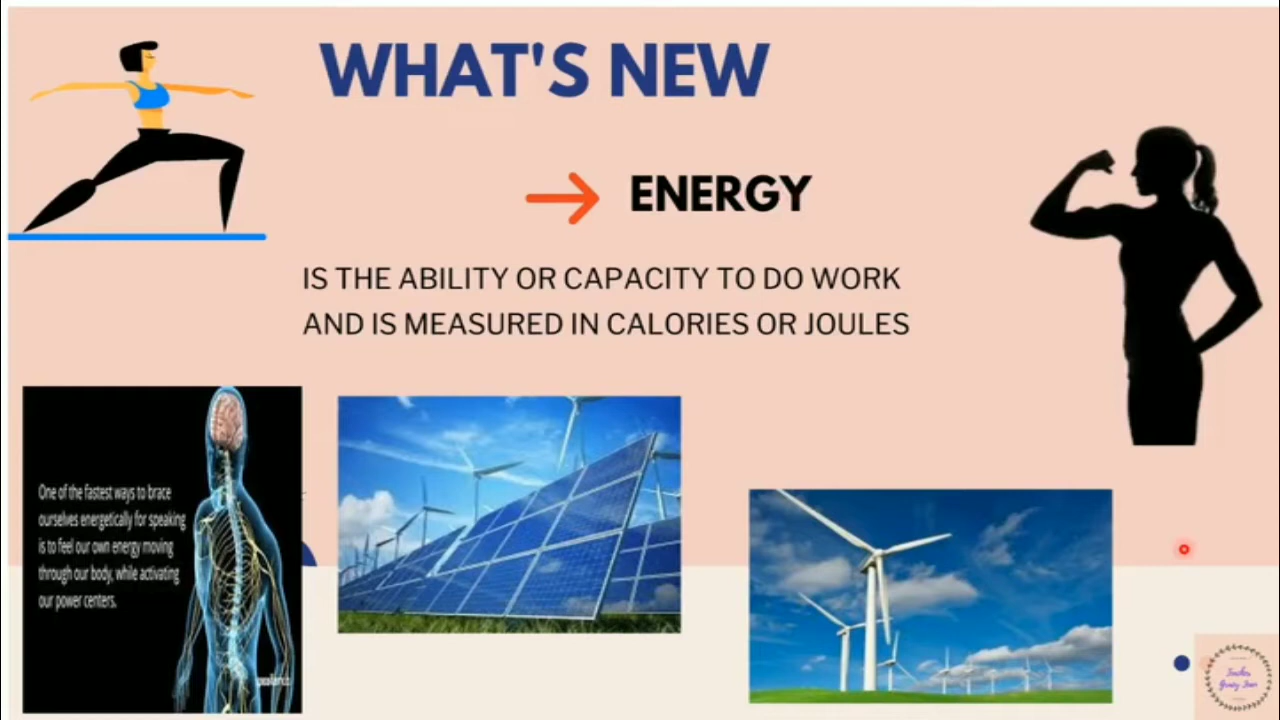 WHAT'S NEW
ENERGY
IS THE ABILITY OR CAPACITY TO DO WORK
AND IS MEASURED IN CALORIES OR JOULES
One of the fastest ways to brace
ourselves energetically for speaking
is to feel our own energy moving
through our body, while activating
our power centers.
Teacher